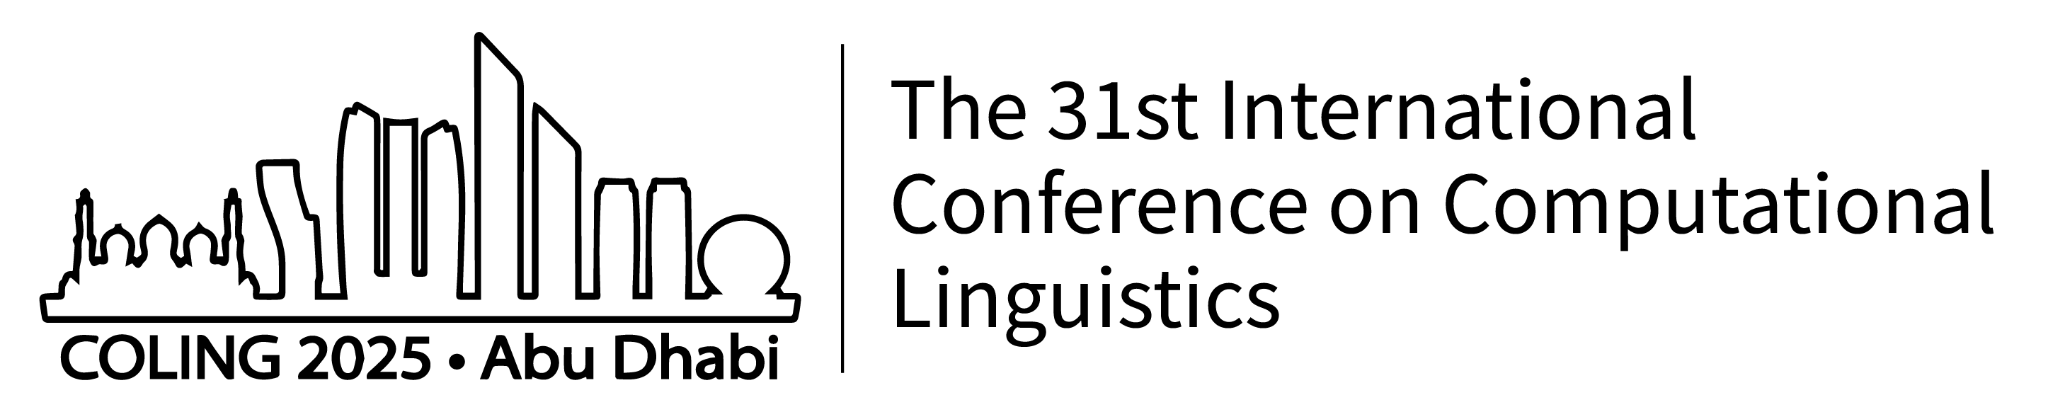 COLING 2025 • Abu Dhabi
The 31st International
Conference on Computational
Linguistics